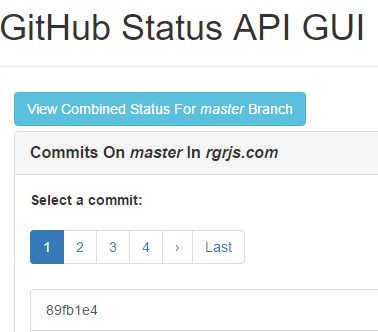 GitHub Status API GUI
View Combined Status For master Branch
Commits On master In rgrjs.com
Select a commit:
1 2 3 4 › Last
89fb1e4